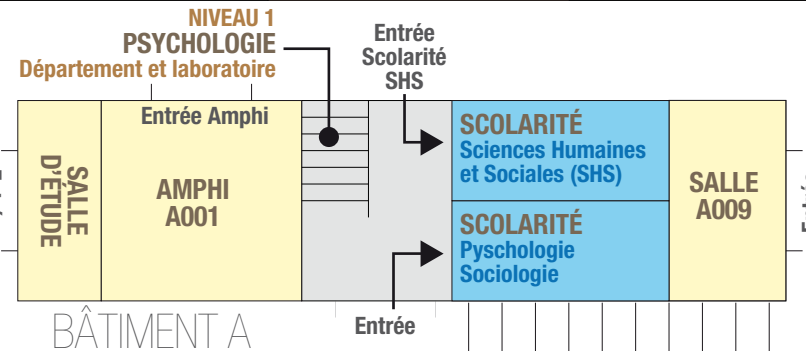 NIVEAU 1
PSYCHOLOGIE
Département et laboratoire
Entrée
Scolarité
SHS
Entrée Amphi
SALLE
D'ÉTUDE
AMPHI
A001
SCOLARITÉ
Sciences Humaines
et Sociales (SHS)
SCOLARITÉ
Pyschologie
Sociologie
SALLE
A009
Entrée
BÂTIMENT A